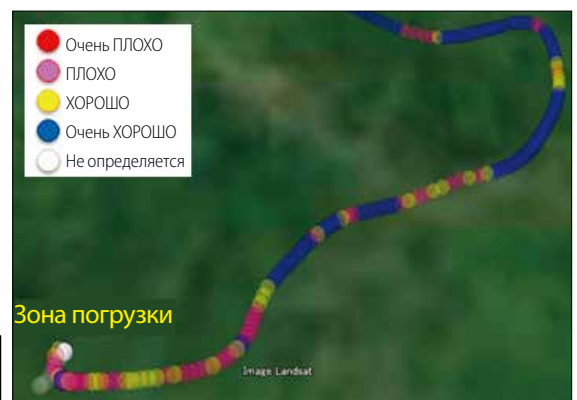 Очень ПЛОХО
ПЛОХО
ХОРОШО
Очень ХОРОШО
Не определяется
Зона погрузки
Image Landsat